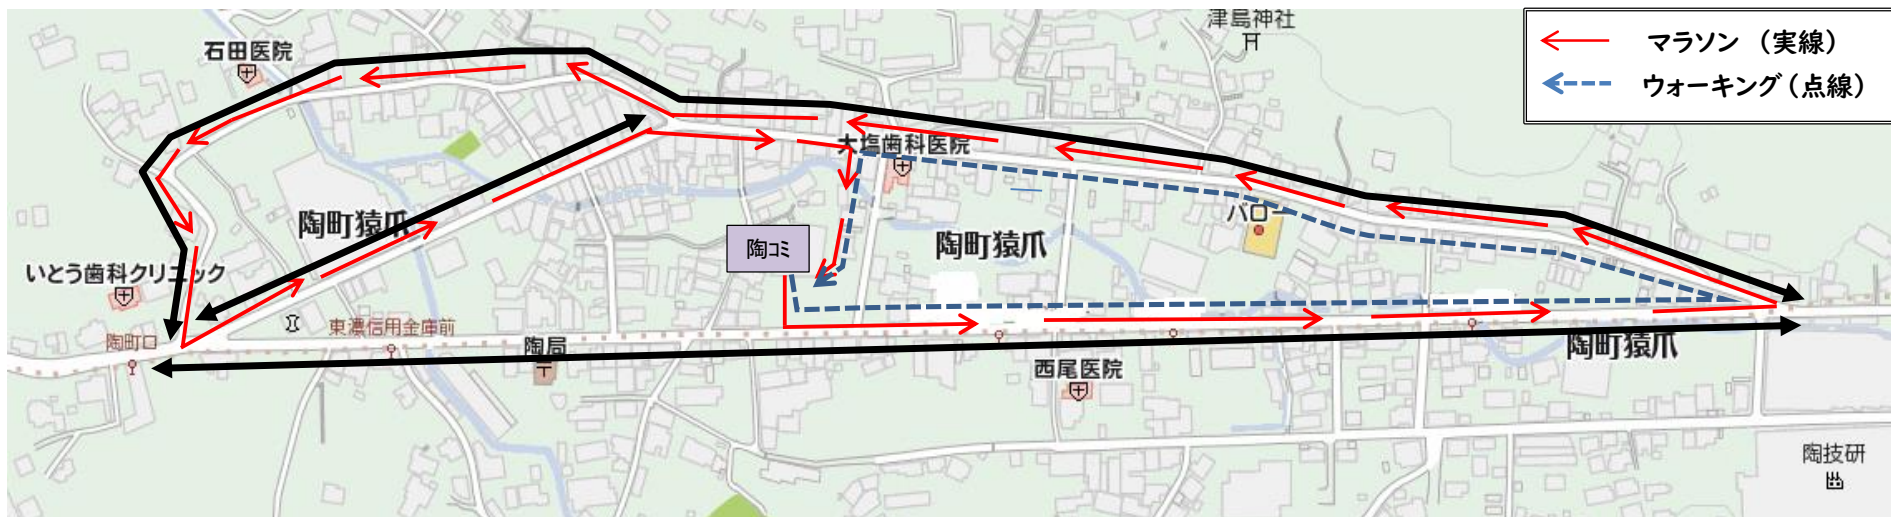 津島神社
マラソン （実線）
ウォーキング（点線）
石田医院
大塩歯科医院
陶町猿爪
バロー
陶コミ
陶町猿爪
いとう歯科クリニック
東濃信用金庫前
陶町口
陶局
陶町猿爪
西尾医院
陶技研